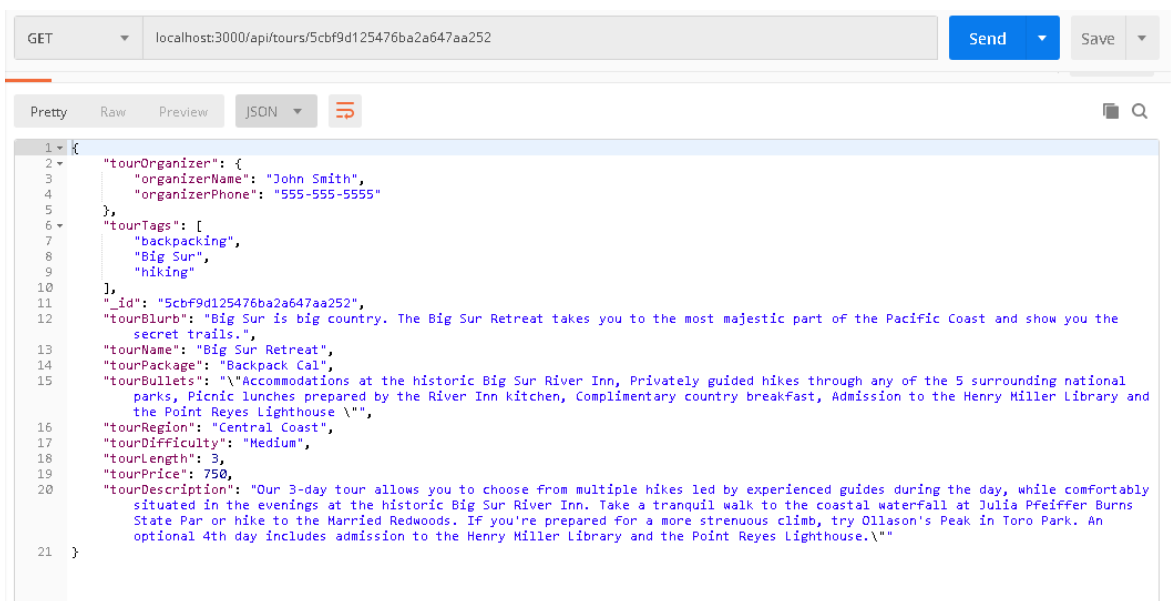 GET localhost:3000/api/tours/5cbf9d125476ba2a647aa252 Send Save
Pretty Raw Preview JSON
1 {
2 "tourOrganizer": {
3 "organizerName": "John Smith",
4 "organizerPhone": "555-555-5555"
5 },
6 "tourTags": [
7 "backpacking",
8 "Big Sur",
9 "hiking"
10 ],
11 "_id": "5cbf9d125476ba2a647aa252",
12 "tourBlurb": "Big Sur is big country. The Big Sur Retreat takes you to the most majestic part of the Pacific Coast and show you the
secret trails.",
13 "tourName": "Big Sur Retreat",
14 "tourPackage": "Backpack Cal",
15 "tourBullets": "\"Accommodations at the historic Big Sur River Inn, Privately guided hikes through any of the 5 surrounding national
parks, Picnic lunches prepared by the River Inn kitchen, Complimentary country breakfast, Admission to the Henry Miller Library and
the Point Reyes Lighthouse \"",
16 "tourRegion": "Central Coast",
17 "tourDifficulty": "Medium",
18 "tourLength": 3,
19 "tourPrice": 750,
20 "tourDescription": "Our 3-day tour allows you to choose from multiple hikes led by experienced guides during the day, while comfortably
situated in the evenings at the historic Big Sur River Inn. Take a tranquil walk to the coastal waterfall at Julia Pfeiffer Burns
State Par or hike to the Married Redwoods. If you're prepared for a more strenuous climb, try Ollason's Peak in Toro Park. An
optional 4th day includes admission to the Henry Miller Library and the Point Reyes Lighthouse.\""
21 }